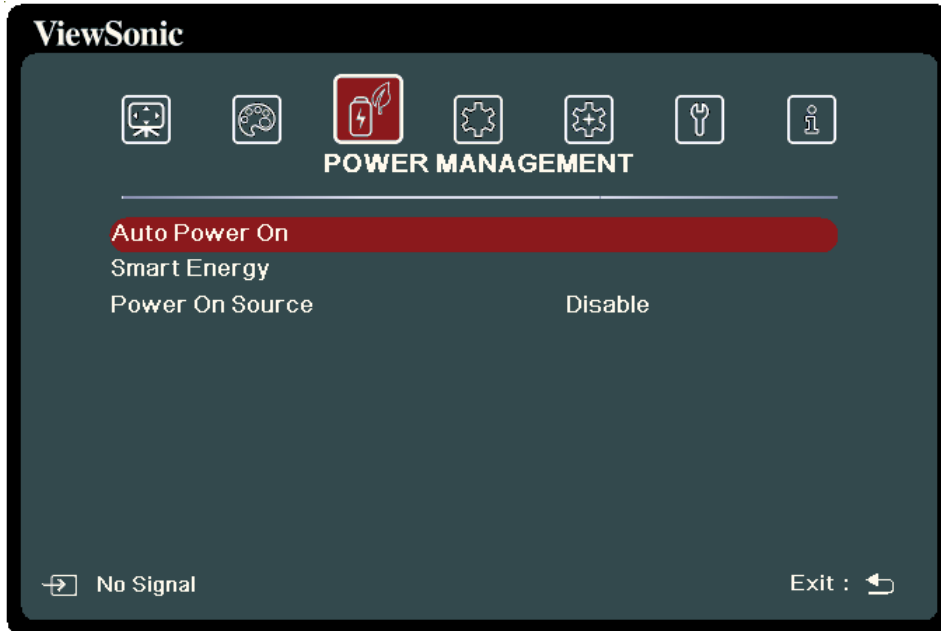 ViewSonic
POWER MANAGEMENT
Auto Power On
Smart Energy
Power On Source Disable
No Signal Exit :